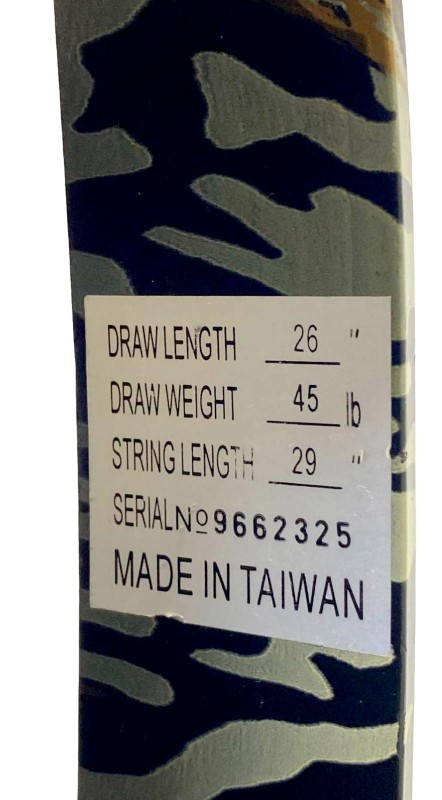 DRAW LENGTH 26 "
DRAW WEIGHT 45 lb
STRING LENGTH 29 "
SERIAL Nº 9662325
MADE IN TAIWAN